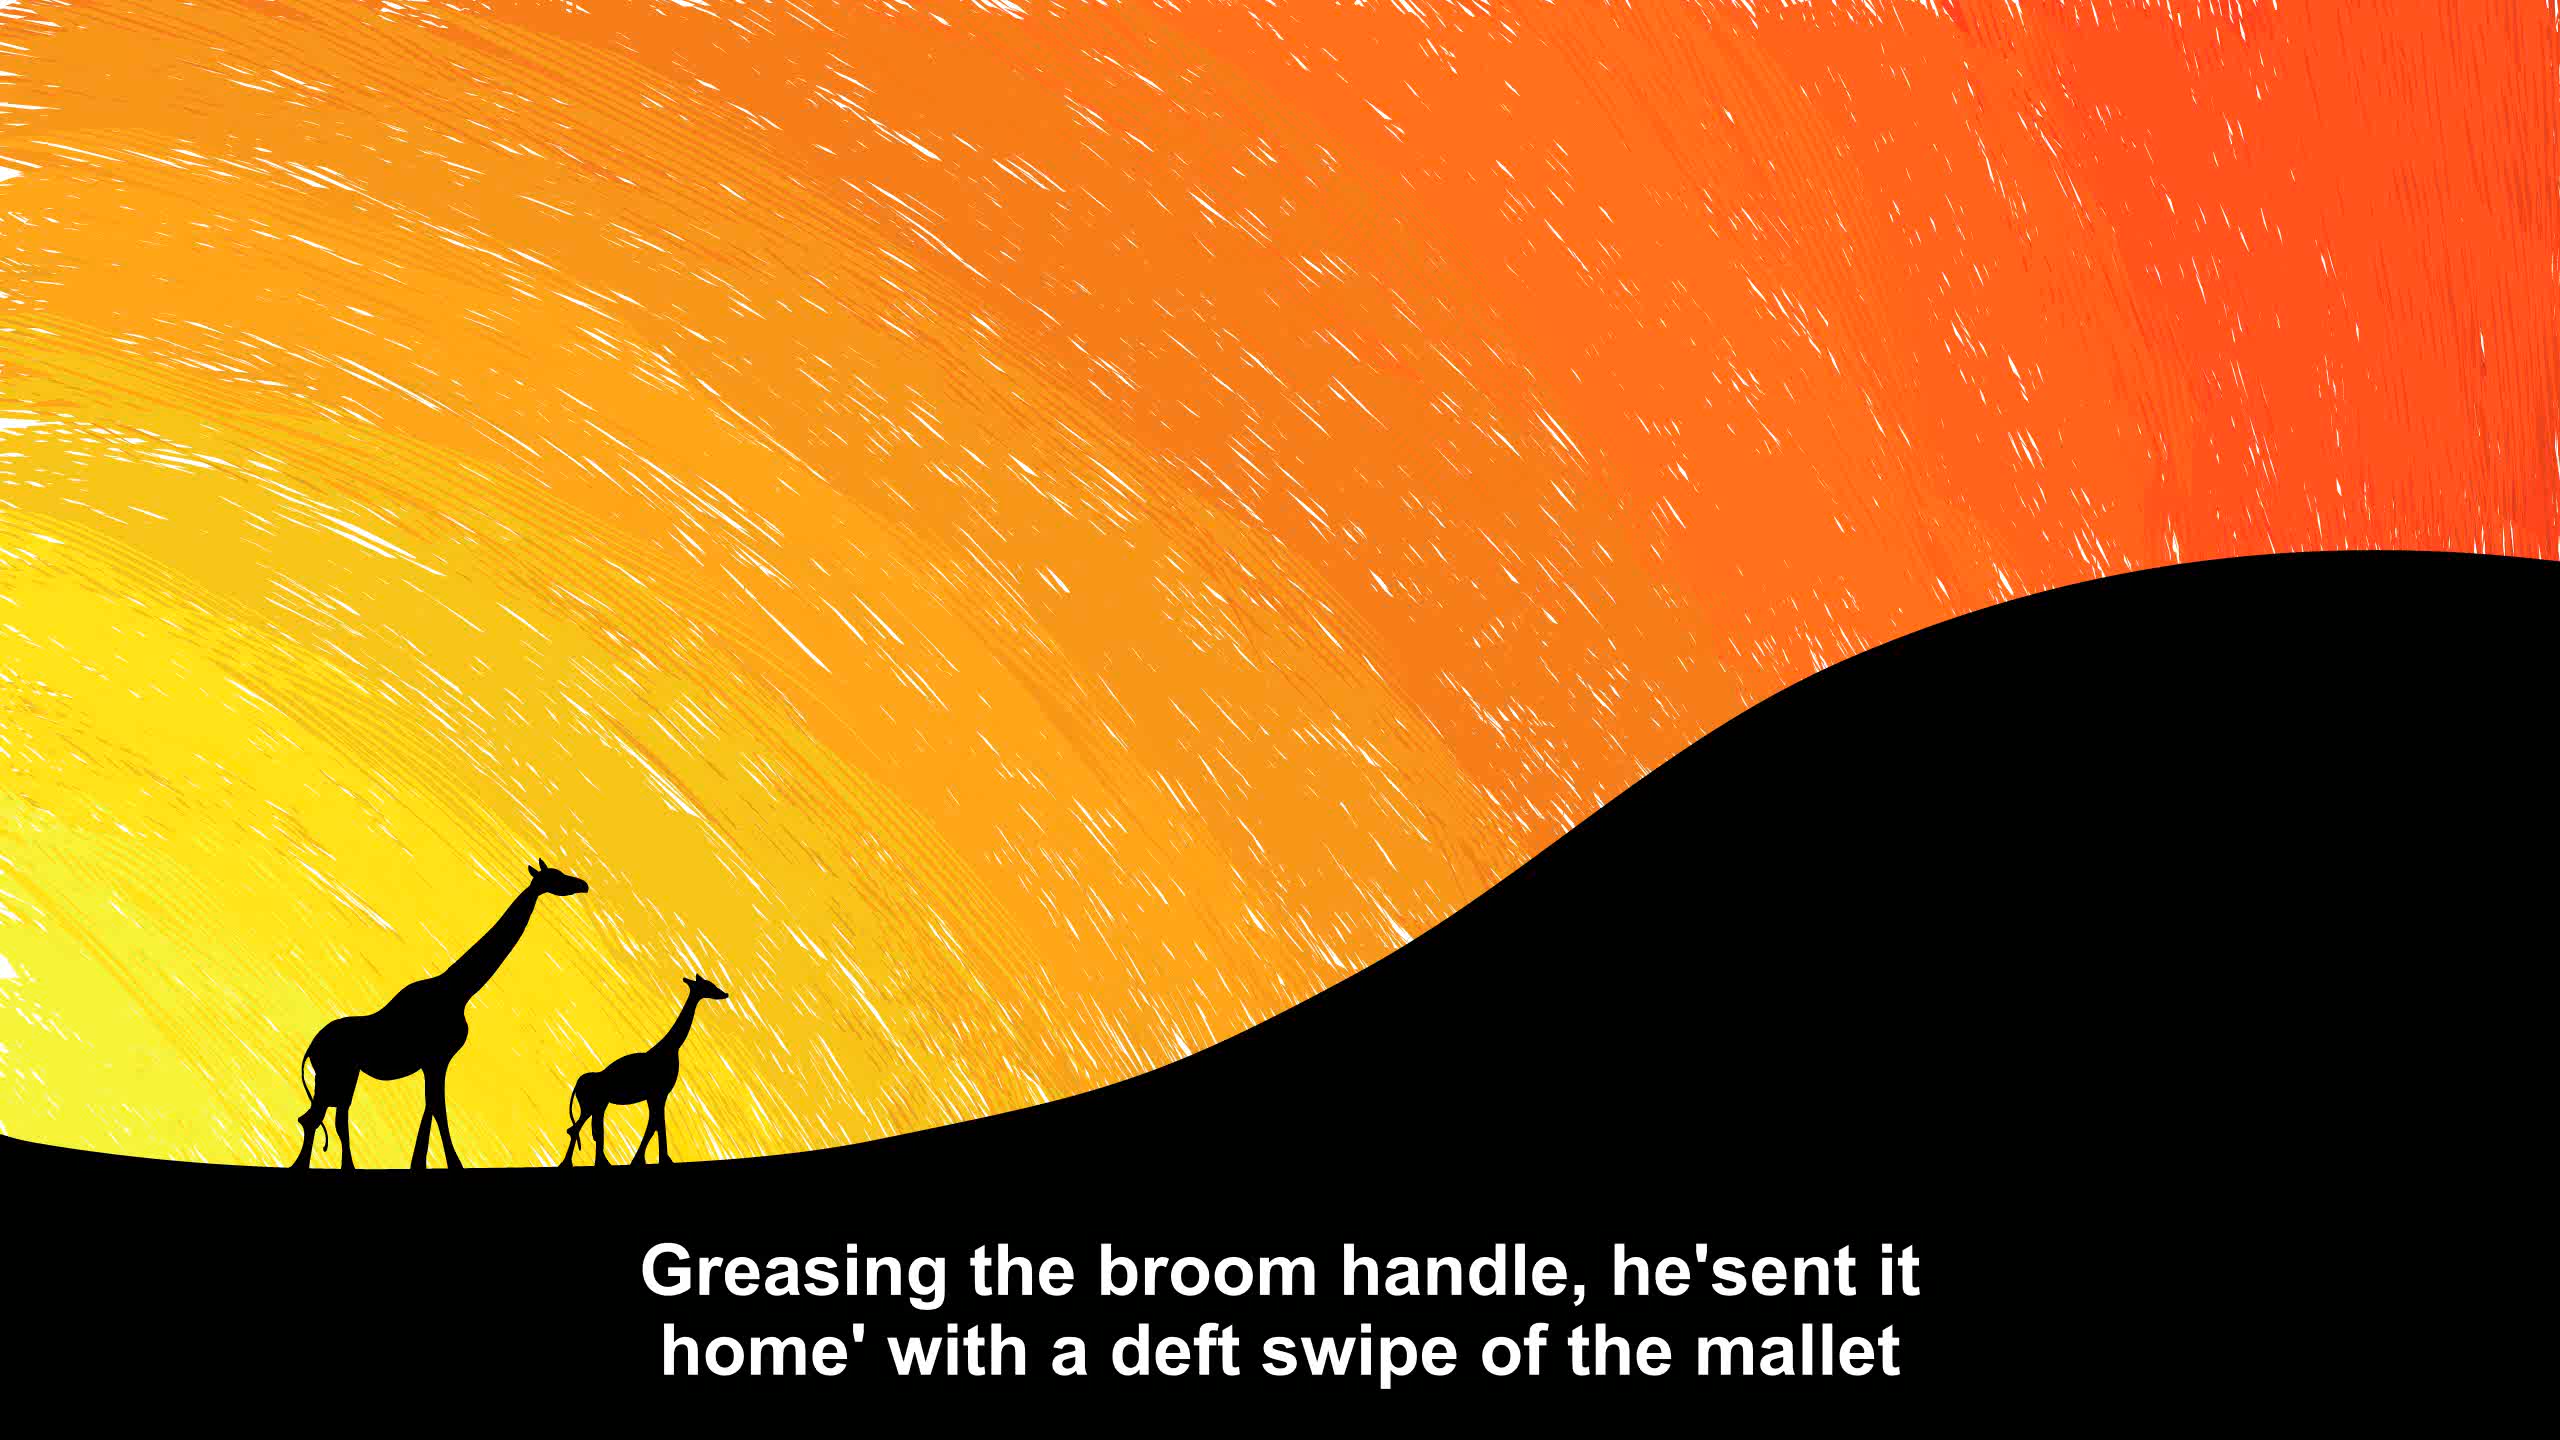 Greasing the broom handle, he'sent it
home' with a deft swipe of the mallet